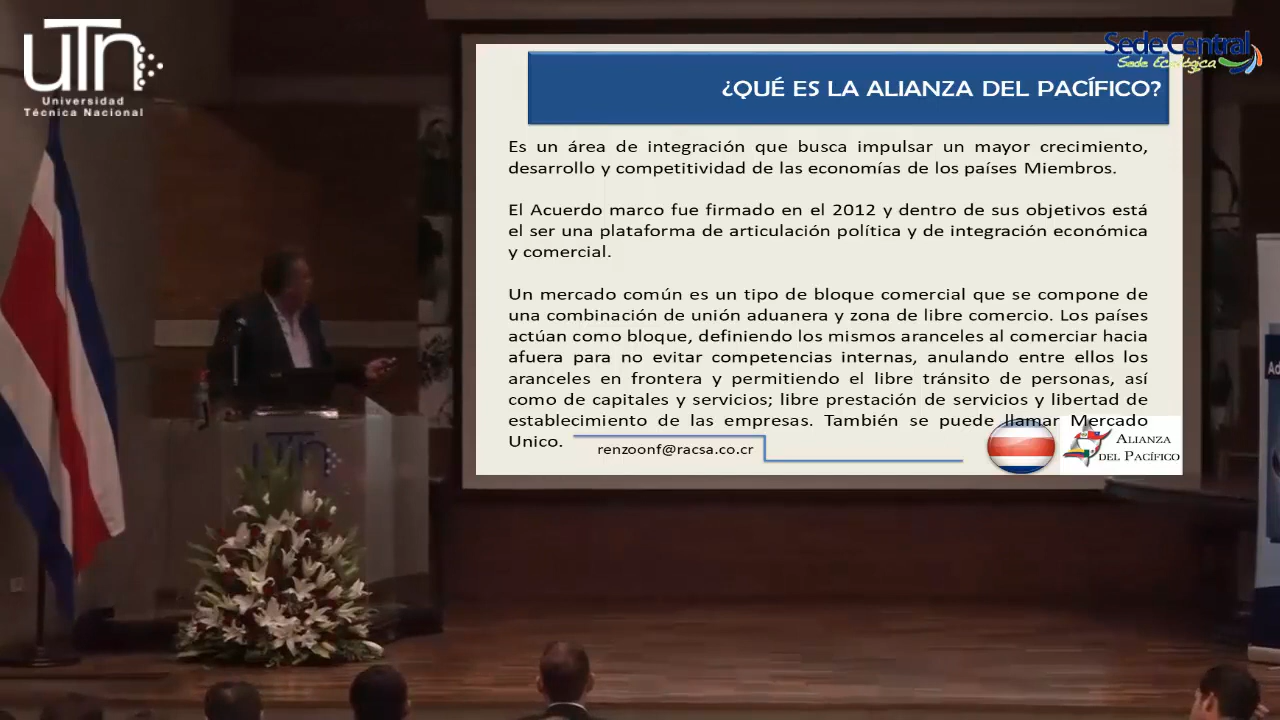 utn
Universidad
Técnica Nacional
Sede Central
Sede Ecológica
¿QUÉ ES LA ALIANZA DEL PACÍFICO?
Es un área de integración que busca impulsar un mayor crecimiento,
desarrollo y competitividad de las economías de los países Miembros.
El Acuerdo marco fue firmado en el 2012 y dentro de sus objetivos está
el ser una plataforma de articulación política y de integración económica
y comercial.
Un mercado común es un tipo de bloque comercial que se compone de
una combinación de unión aduanera y zona de libre comercio. Los países
actúan como bloque, definiendo los mismos aranceles al comerciar hacia
afuera para no evitar competencias internas, anulando entre ellos los
aranceles en frontera y permitiendo el libre tránsito de personas, así
como de capitales y servicios; libre prestación de servicios y libertad de
establecimiento de las empresas. También se puede llamar Mercado
Unico.
renzoonf@racsa.co.cr
ALIANZA
DEL PACÍFICO
utn
Ad